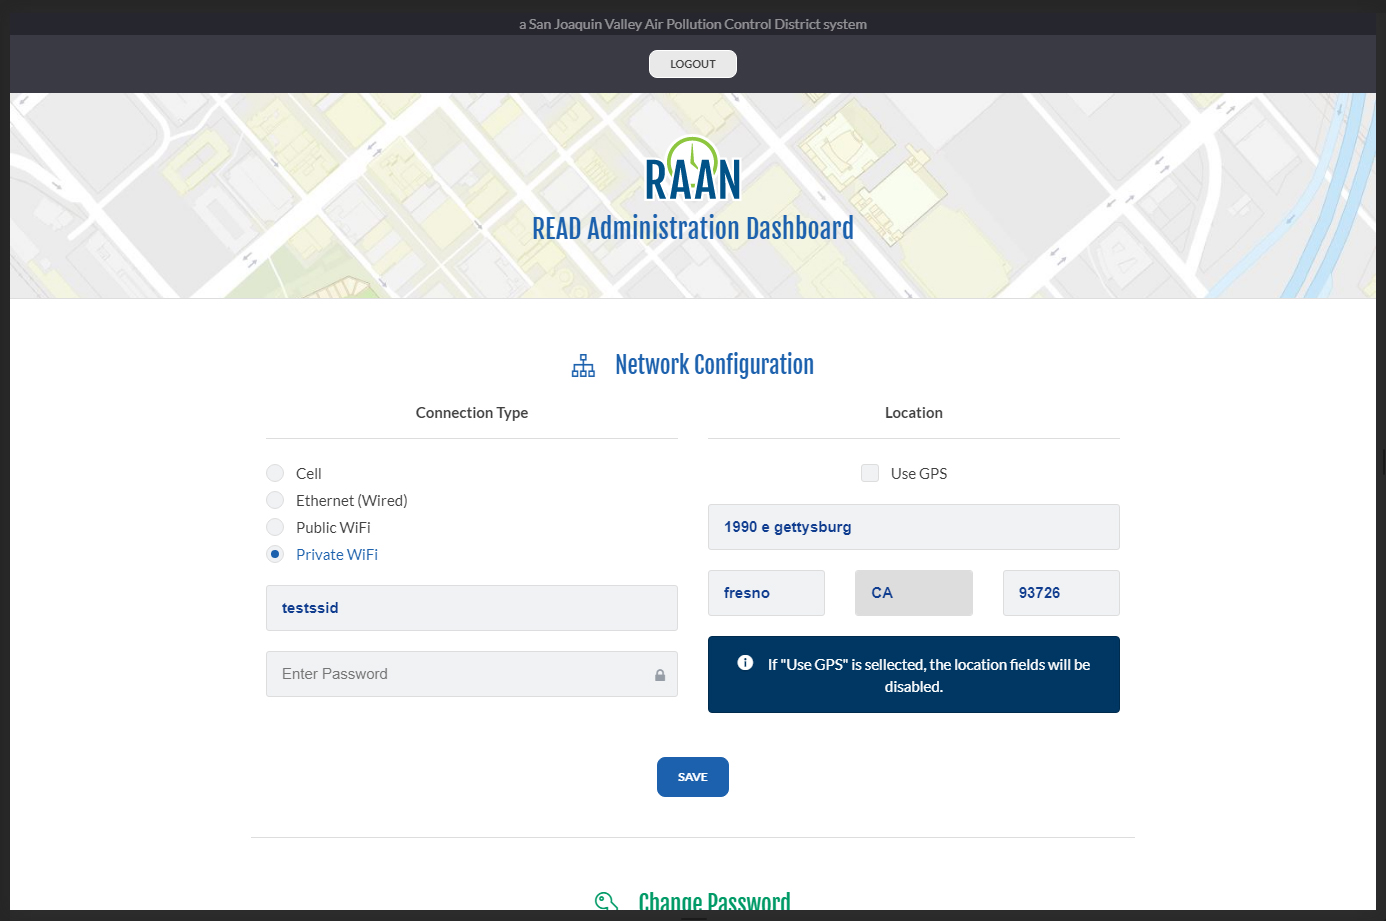 a San Joaquin Valley Air Pollution Control District system
LOGOUT
RAAN
READ Administration Dashboard
Network Configuration
Connection Type
Cell
Ethernet (Wired)
Public WiFi
Private WiFi
testssid
Enter Password
Location
Use GPS
1990 e gettysburg
fresno
CA
93726
If "Use GPS" is sellected, the location fields will be
disabled.
SAVE
Change Password